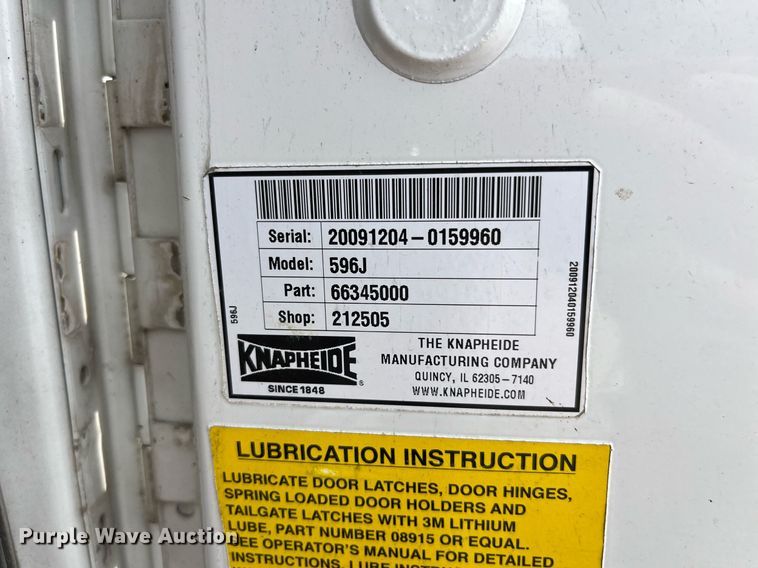 Serial: 20091204-0159960
Model: 596J
Part: 66345000
Shop: 212505
596J
200912040159960
KNAPHEIDE
®
SINCE 1848
THE KNAPHEIDE
MANUFACTURING COMPANY
QUINCY, IL 62305-7140
WWW.KNAPHEIDE.COM
LUBRICATION INSTRUCTION
LUBRICATE DOOR LATCHES, DOOR HINGES,
SPRING LOADED DOOR HOLDERS AND
TAILGATE LATCHES WITH 3M LITHIUM
LUBE, PART NUMBER 08915 OR EQUAL.
SEE OPERATOR'S MANUAL FOR DETAILED
INSTRUCTIONS. LUBE
Purple Wave Auction